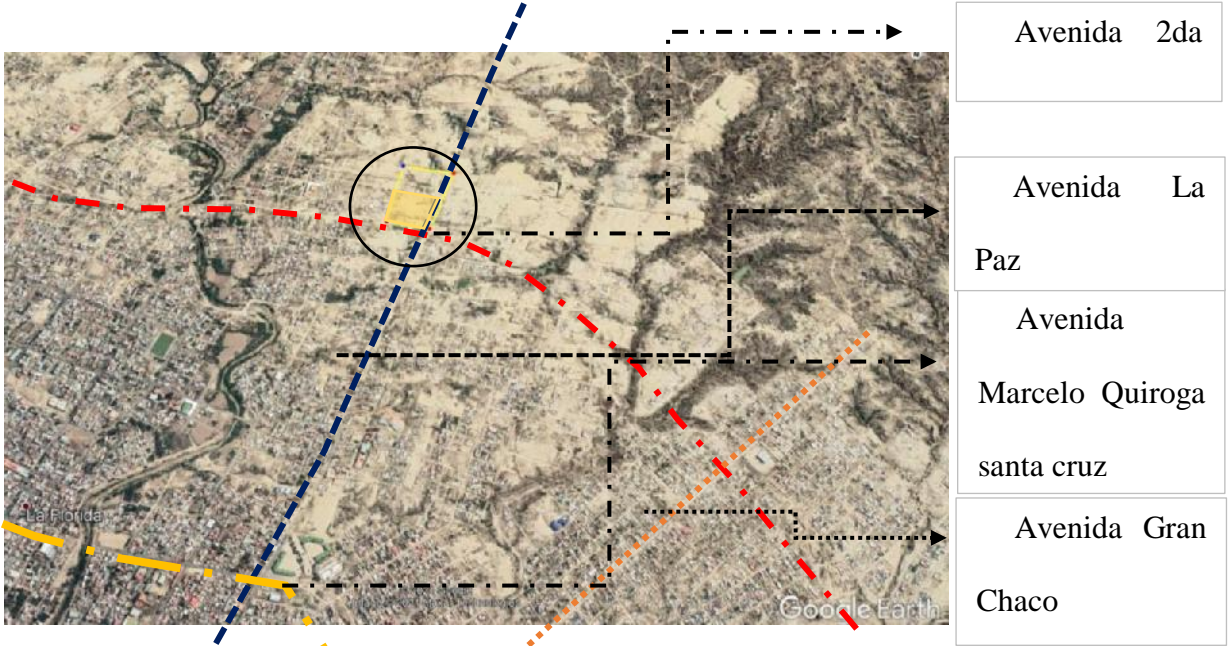 Avenida 2da
Avenida La
Paz
Avenida
Marcelo Quiroga
santa cruz
Avenida Gran
Chaco
La Florida
Google Earth